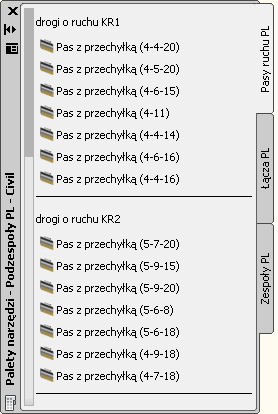 drogi o ruchu KR1
Pas z przechyłką (4-4-20)
Pas z przechyłką (4-5-20)
Pas z przechyłką (4-6-15)
Pas z przechyłką (4-11)
Pas z przechyłką (4-4-14)
Pas z przechyłką (4-6-16)
Pas z przechyłką (4-4-16)
drogi o ruchu KR2
Pas z przechyłką (5-7-20)
Pas z przechyłką (5-9-15)
Pas z przechyłką (5-9-20)
Pas z przechyłką (5-6-8)
Pas z przechyłką (5-6-18)
Pas z przechyłką (4-9-18)
Pas z przechyłką (4-7-18)
Pasy ruchu PL
Łącza PL
Zespoły PL
Palety narzędzi - Podzespoły PL - Civil